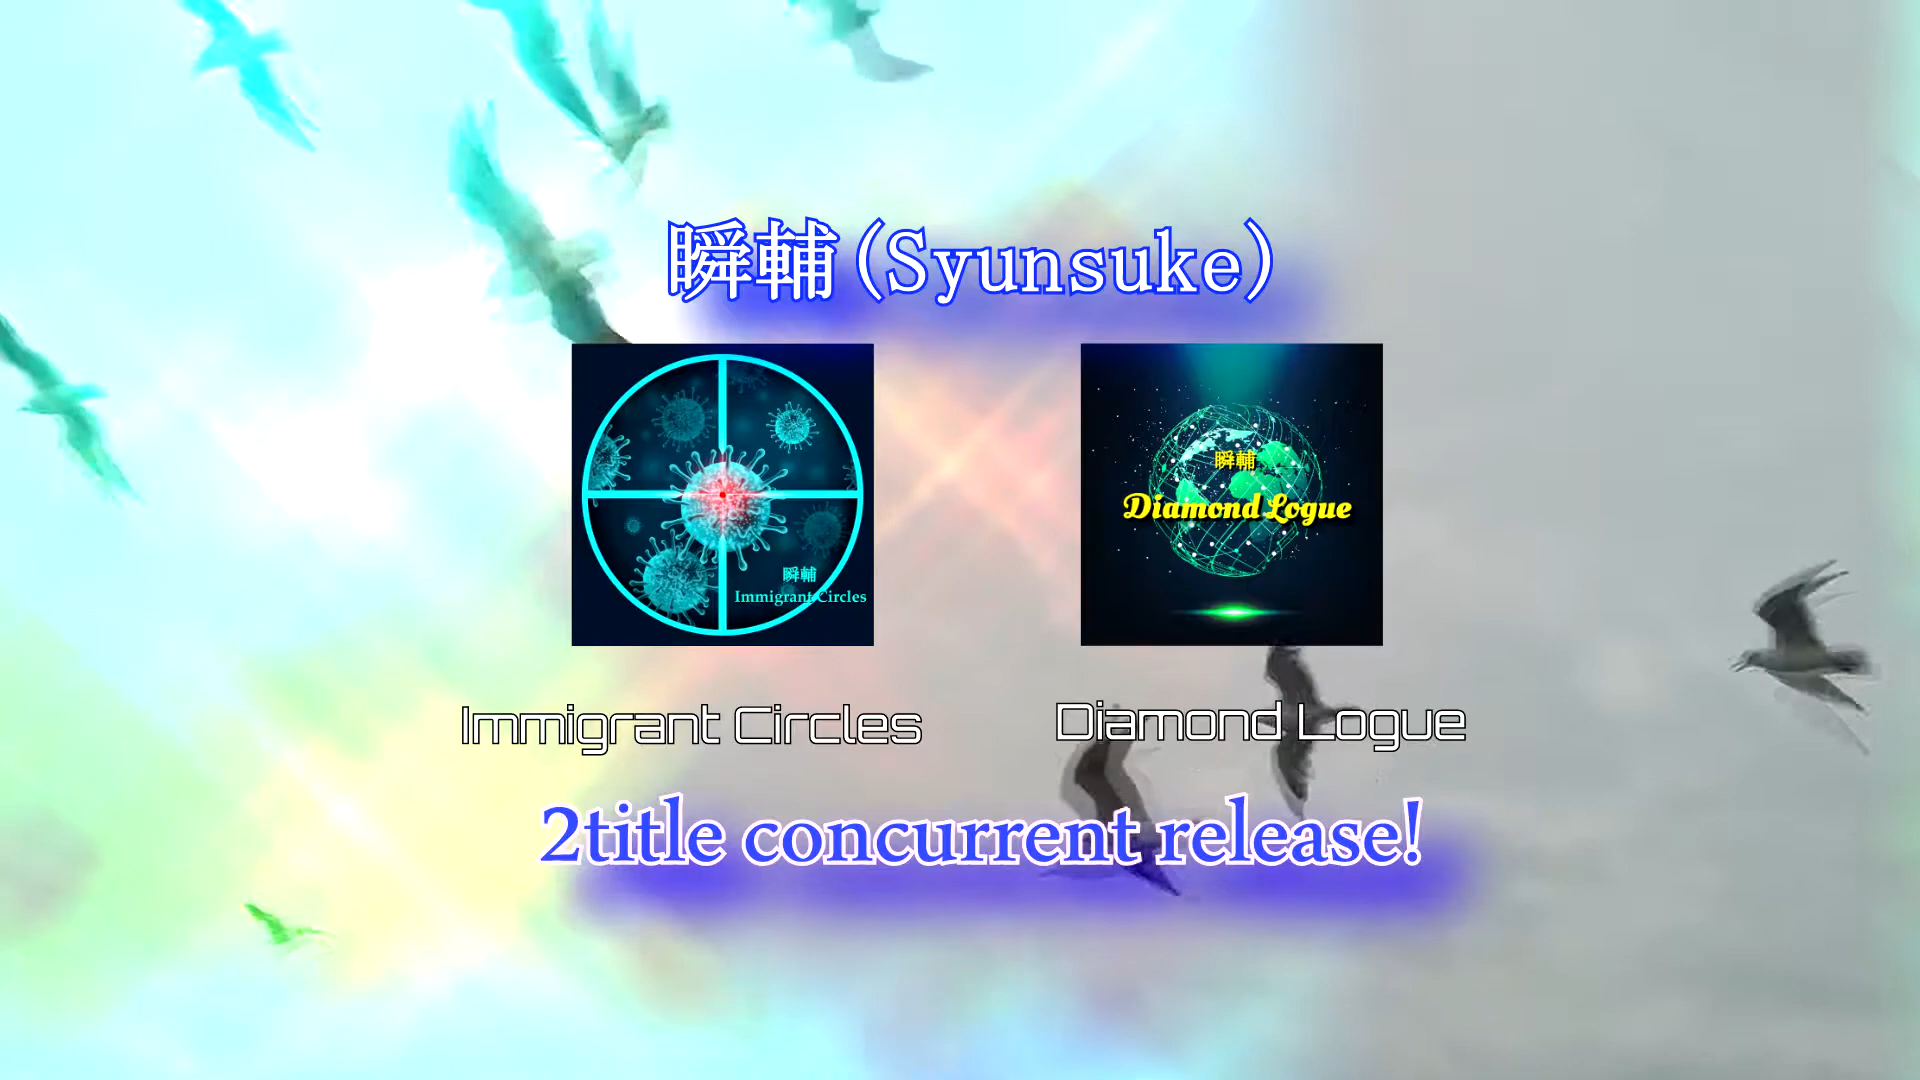 瞬輔(Syunsuke)
瞬輔
Immigrant Circles
瞬輔
Diamond Logue
Immigrant Circles
Diamond Logue
2title concurrent release!